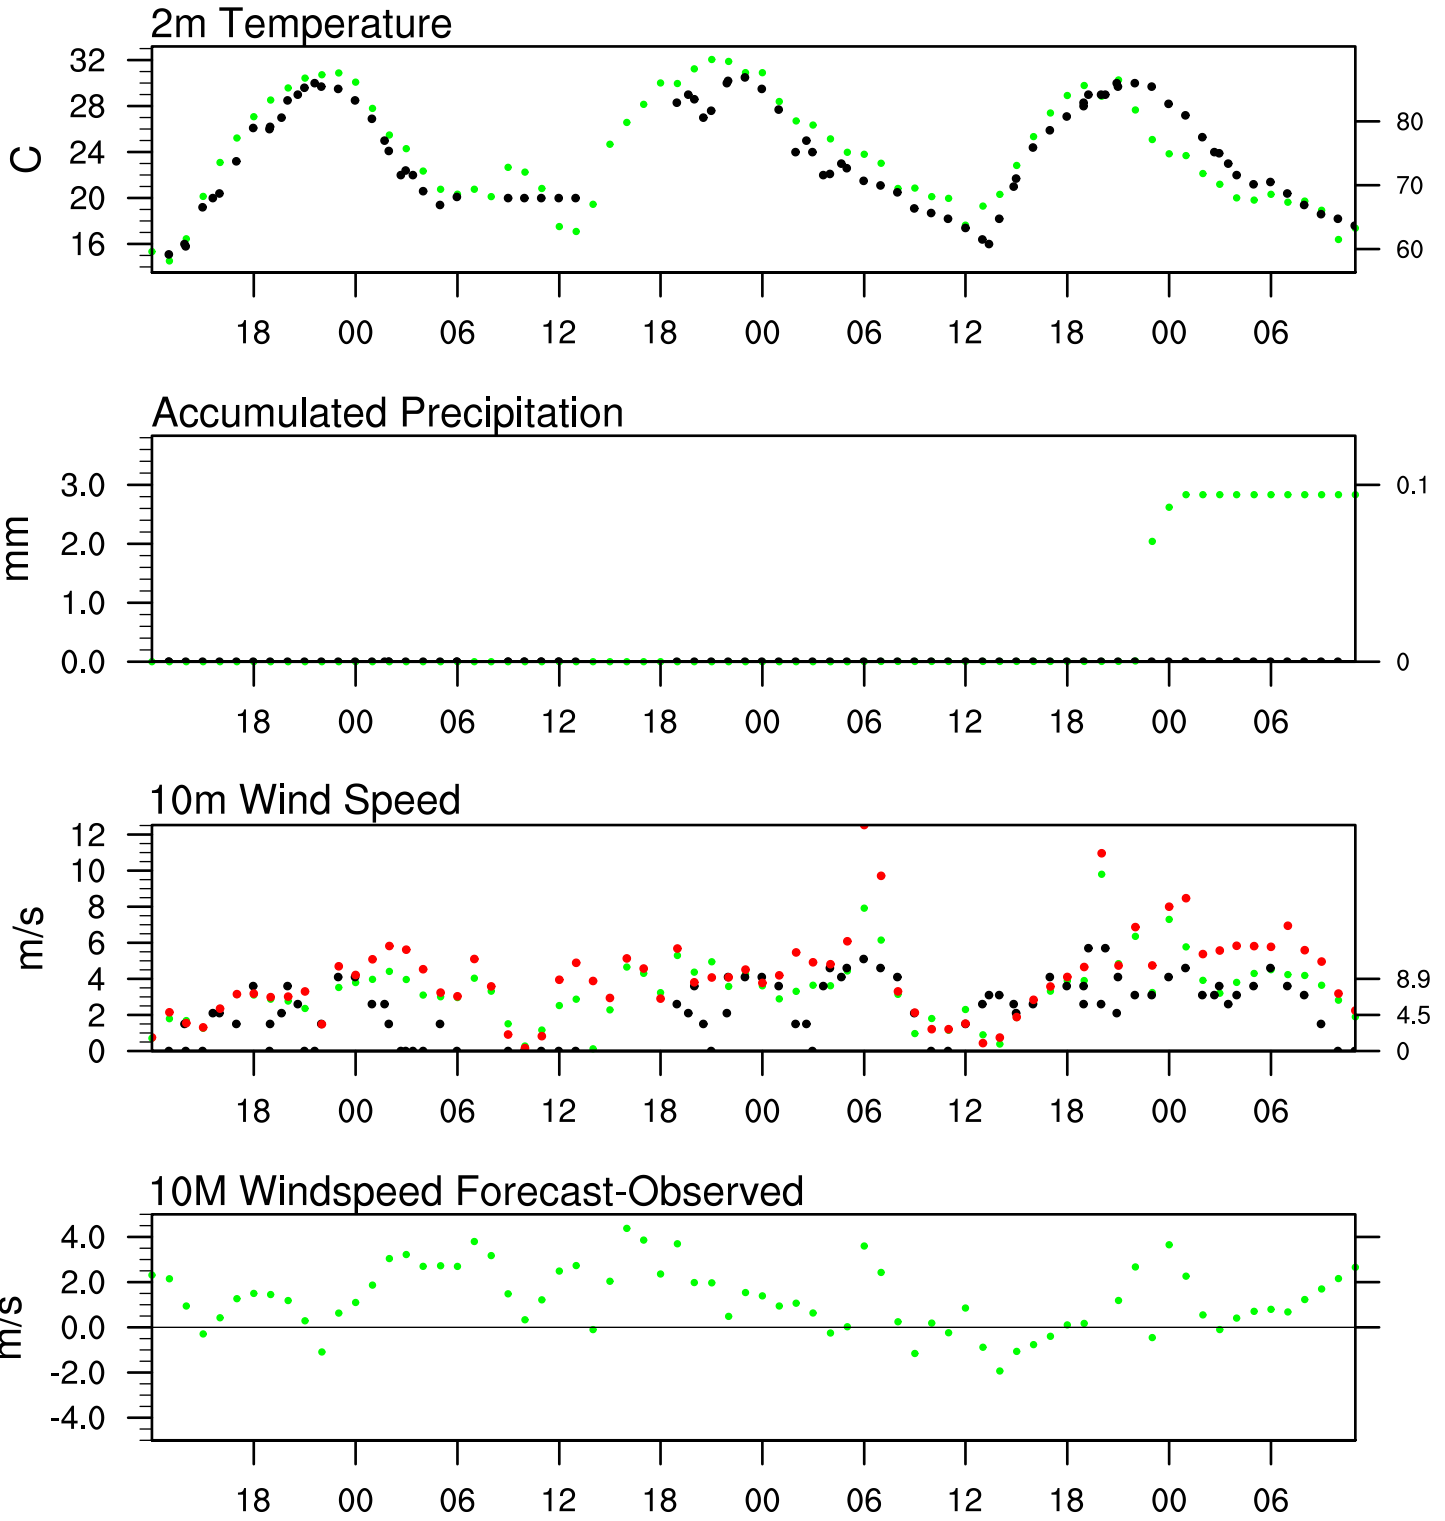 2m Temperature
32
28
24
20
16
C
80
70
60
18 00 06 12 18 00 06 12 18 00 06
Accumulated Precipitation
3.0
2.0
1.0
0.0
mm
0.1
0
18 00 06 12 18 00 06 12 18 00 06
10m Wind Speed
12
10
8
6
4
2
0
m/s
8.9
4.5
0
18 00 06 12 18 00 06 12 18 00 06
10M Windspeed Forecast-Observed
4.0
2.0
0.0
-2.0
-4.0
m/s
18 00 06 12 18 00 06 12 18 00 06